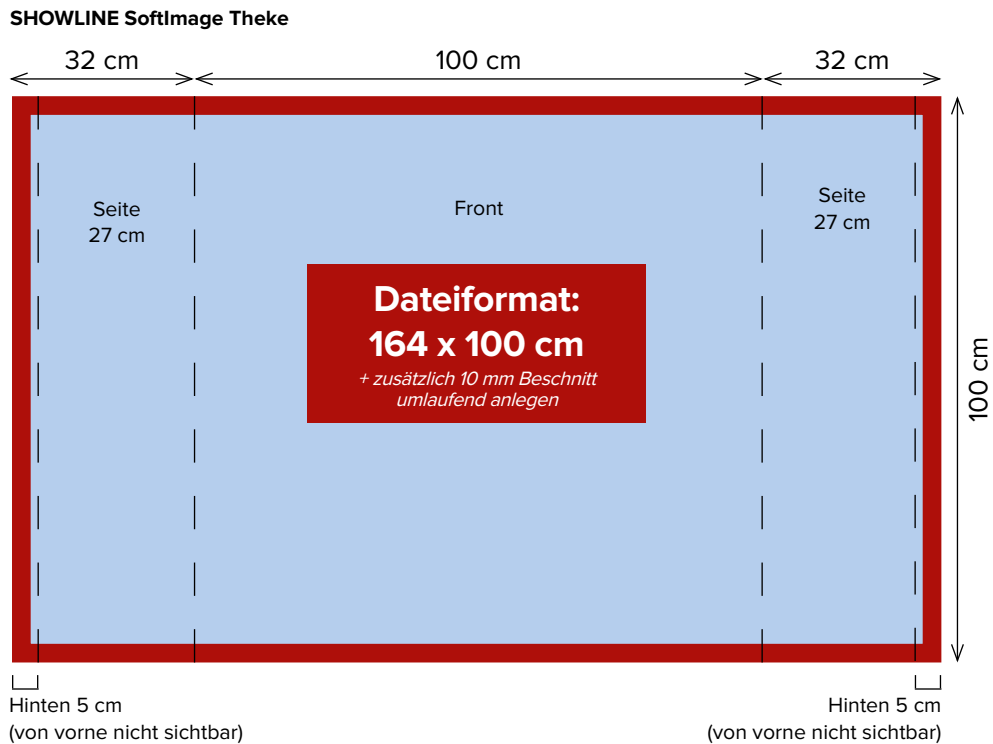 SHOWLINE SoftImage Theke
32 cm
100 cm
32 cm
Seite
27 cm
Front
Seite
27 cm
Dateiformat:
164 x 100 cm
+ zusätzlich 10 mm Beschnitt
umlaufend anlegen
100 cm
Hinten 5 cm
(von vorne nicht sichtbar)
Hinten 5 cm
(von vorne nicht sichtbar)